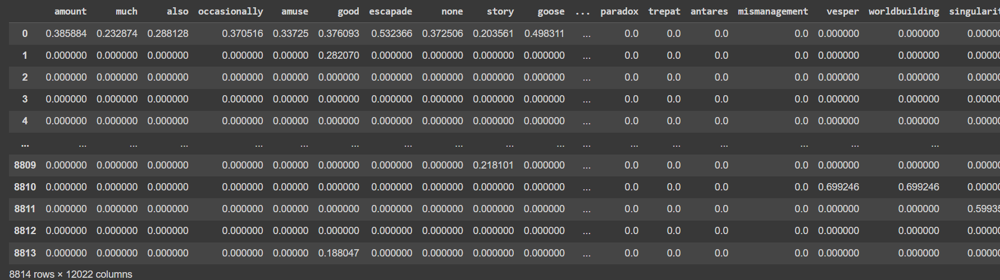 amount much also occasionally amuse good escapade none story goose ... paradox trepat antares mismanagement vesper worldbuilding singularit
0 0.385884 0.232874 0.288128 0.370516 0.33725 0.376093 0.532366 0.372506 0.203561 0.498311 ... 0.0 0.0 0.0 0.0 0.000000 0.000000 0.00000
1 0.000000 0.000000 0.000000 0.000000 0.00000 0.282070 0.000000 0.000000 0.000000 0.000000 ... 0.0 0.0 0.0 0.0 0.000000 0.000000 0.00000
2 0.000000 0.000000 0.000000 0.000000 0.00000 0.000000 0.000000 0.000000 0.000000 0.000000 ... 0.0 0.0 0.0 0.0 0.000000 0.000000 0.00000
3 0.000000 0.000000 0.000000 0.000000 0.00000 0.000000 0.000000 0.000000 0.000000 0.000000 ... 0.0 0.0 0.0 0.0 0.000000 0.000000 0.00000
4 0.000000 0.000000 0.000000 0.000000 0.00000 0.000000 0.000000 0.000000 0.000000 0.000000 ... 0.0 0.0 0.0 0.0 0.000000 0.000000 0.00000
... ... ... ... ... ... ... ... ... ... ... ... ... ... ... ... ... ...
8809 0.000000 0.000000 0.000000 0.000000 0.00000 0.000000 0.000000 0.000000 0.218101 0.000000 ... 0.0 0.0 0.0 0.0 0.000000 0.000000 0.00000
8810 0.000000 0.000000 0.000000 0.000000 0.00000 0.000000 0.000000 0.000000 0.000000 0.000000 ... 0.0 0.0 0.0 0.0 0.699246 0.699246 0.00000
8811 0.000000 0.000000 0.000000 0.000000 0.00000 0.000000 0.000000 0.000000 0.000000 0.000000 ... 0.0 0.0 0.0 0.0 0.000000 0.000000 0.59935
8812 0.000000 0.000000 0.000000 0.000000 0.00000 0.000000 0.000000 0.000000 0.000000 0.000000 ... 0.0 0.0 0.0 0.0 0.000000 0.000000 0.00000
8813 0.000000 0.000000 0.000000 0.000000 0.00000 0.188047 0.000000 0.000000 0.000000 0.000000 ... 0.0 0.0 0.0 0.0 0.000000 0.000000 0.00000
8814 rows × 12022 columns